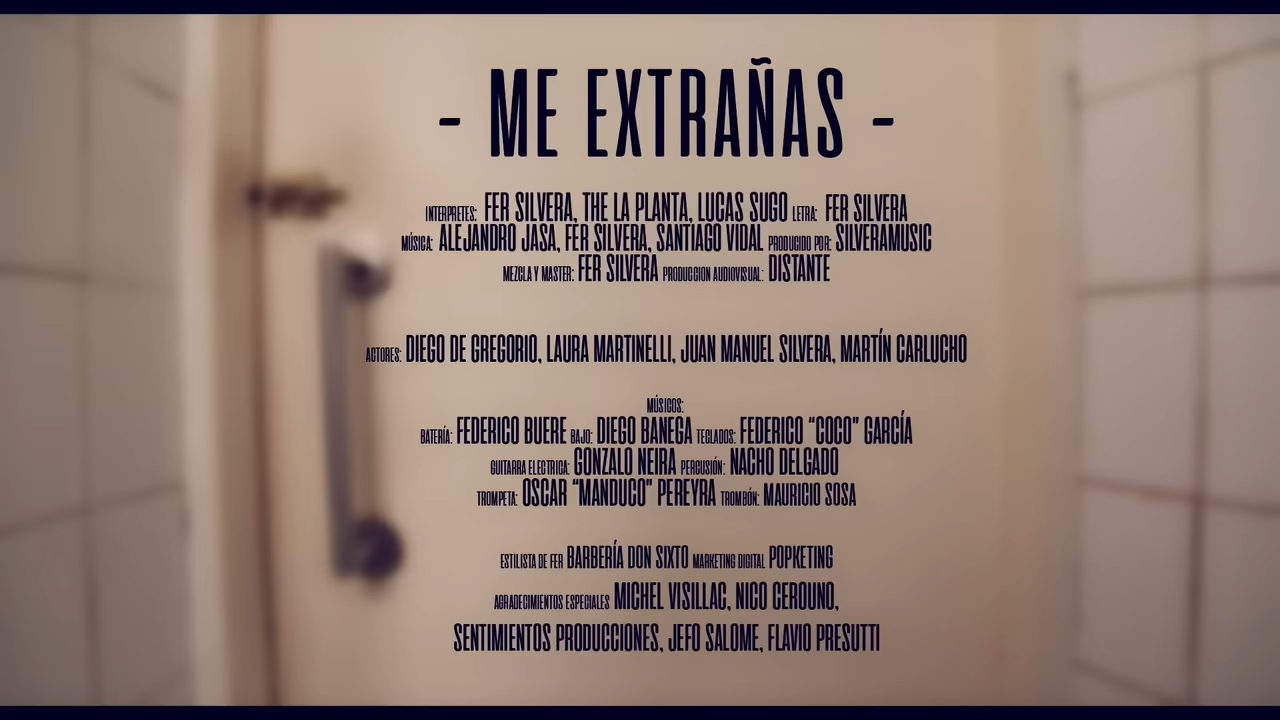 - ME EXTRAÑAS -
INTERPRETES: FER SILVERA, THE LA PLANTA, LUCAS SUGO LETRA: FER SILVERA
MÚSICA: ALEJANDRO JASA, FER SILVERA, SANTIAGO VIDAL PRODUCIDO POR: SILVERAMUSIC
MEZCLA Y MASTER: FER SILVERA PRODUCCION AUDIOVISUAL: DISTANTE
ACTORES: DIEGO DE GREGORIO, LAURA MARTINELLI, JUAN MANUEL SILVERA, MARTÍN CARLUCHO
MÚSICOS:
BATERÍA: FEDERICO BUERE BAJO: DIEGO BANEGA TECLADOS: FEDERICO "COCO" GARCÍA
GUITARRA ELECTRICA: GONZALO NEIRA PERCUSIÓN: NACHO DELGADO
TROMPETA: OSCAR "MANDUCO" PEREYRA TROMBÓN: MAURICIO SOSA
ESTILISTA DE FER BARBERÍA DON SIXTO MARKETING DIGITAL POPKETING
AGRADECIMIENTOS ESPECIALES MICHEL VISILLAC, NICO CEROUNO,
SENTIMIENTOS PRODUCCIONES, JEFO SALOME, FLAVIO PRESUTTI